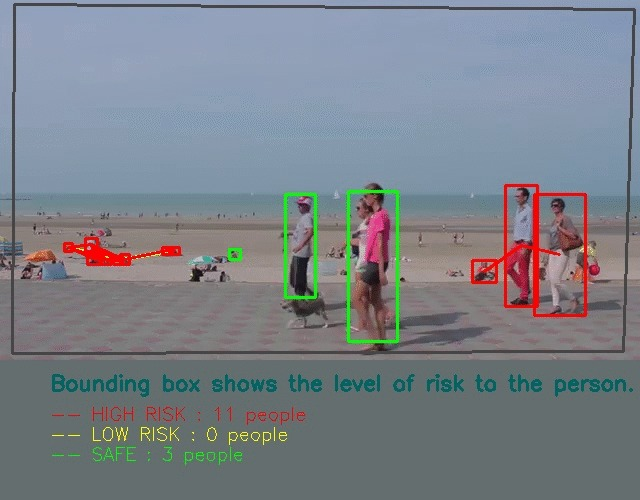 Bounding box shows the level of risk to the person.
—— HIGH RISK : 11 people
—— LOW RISK : 0 people
—— SAFE : 3 people